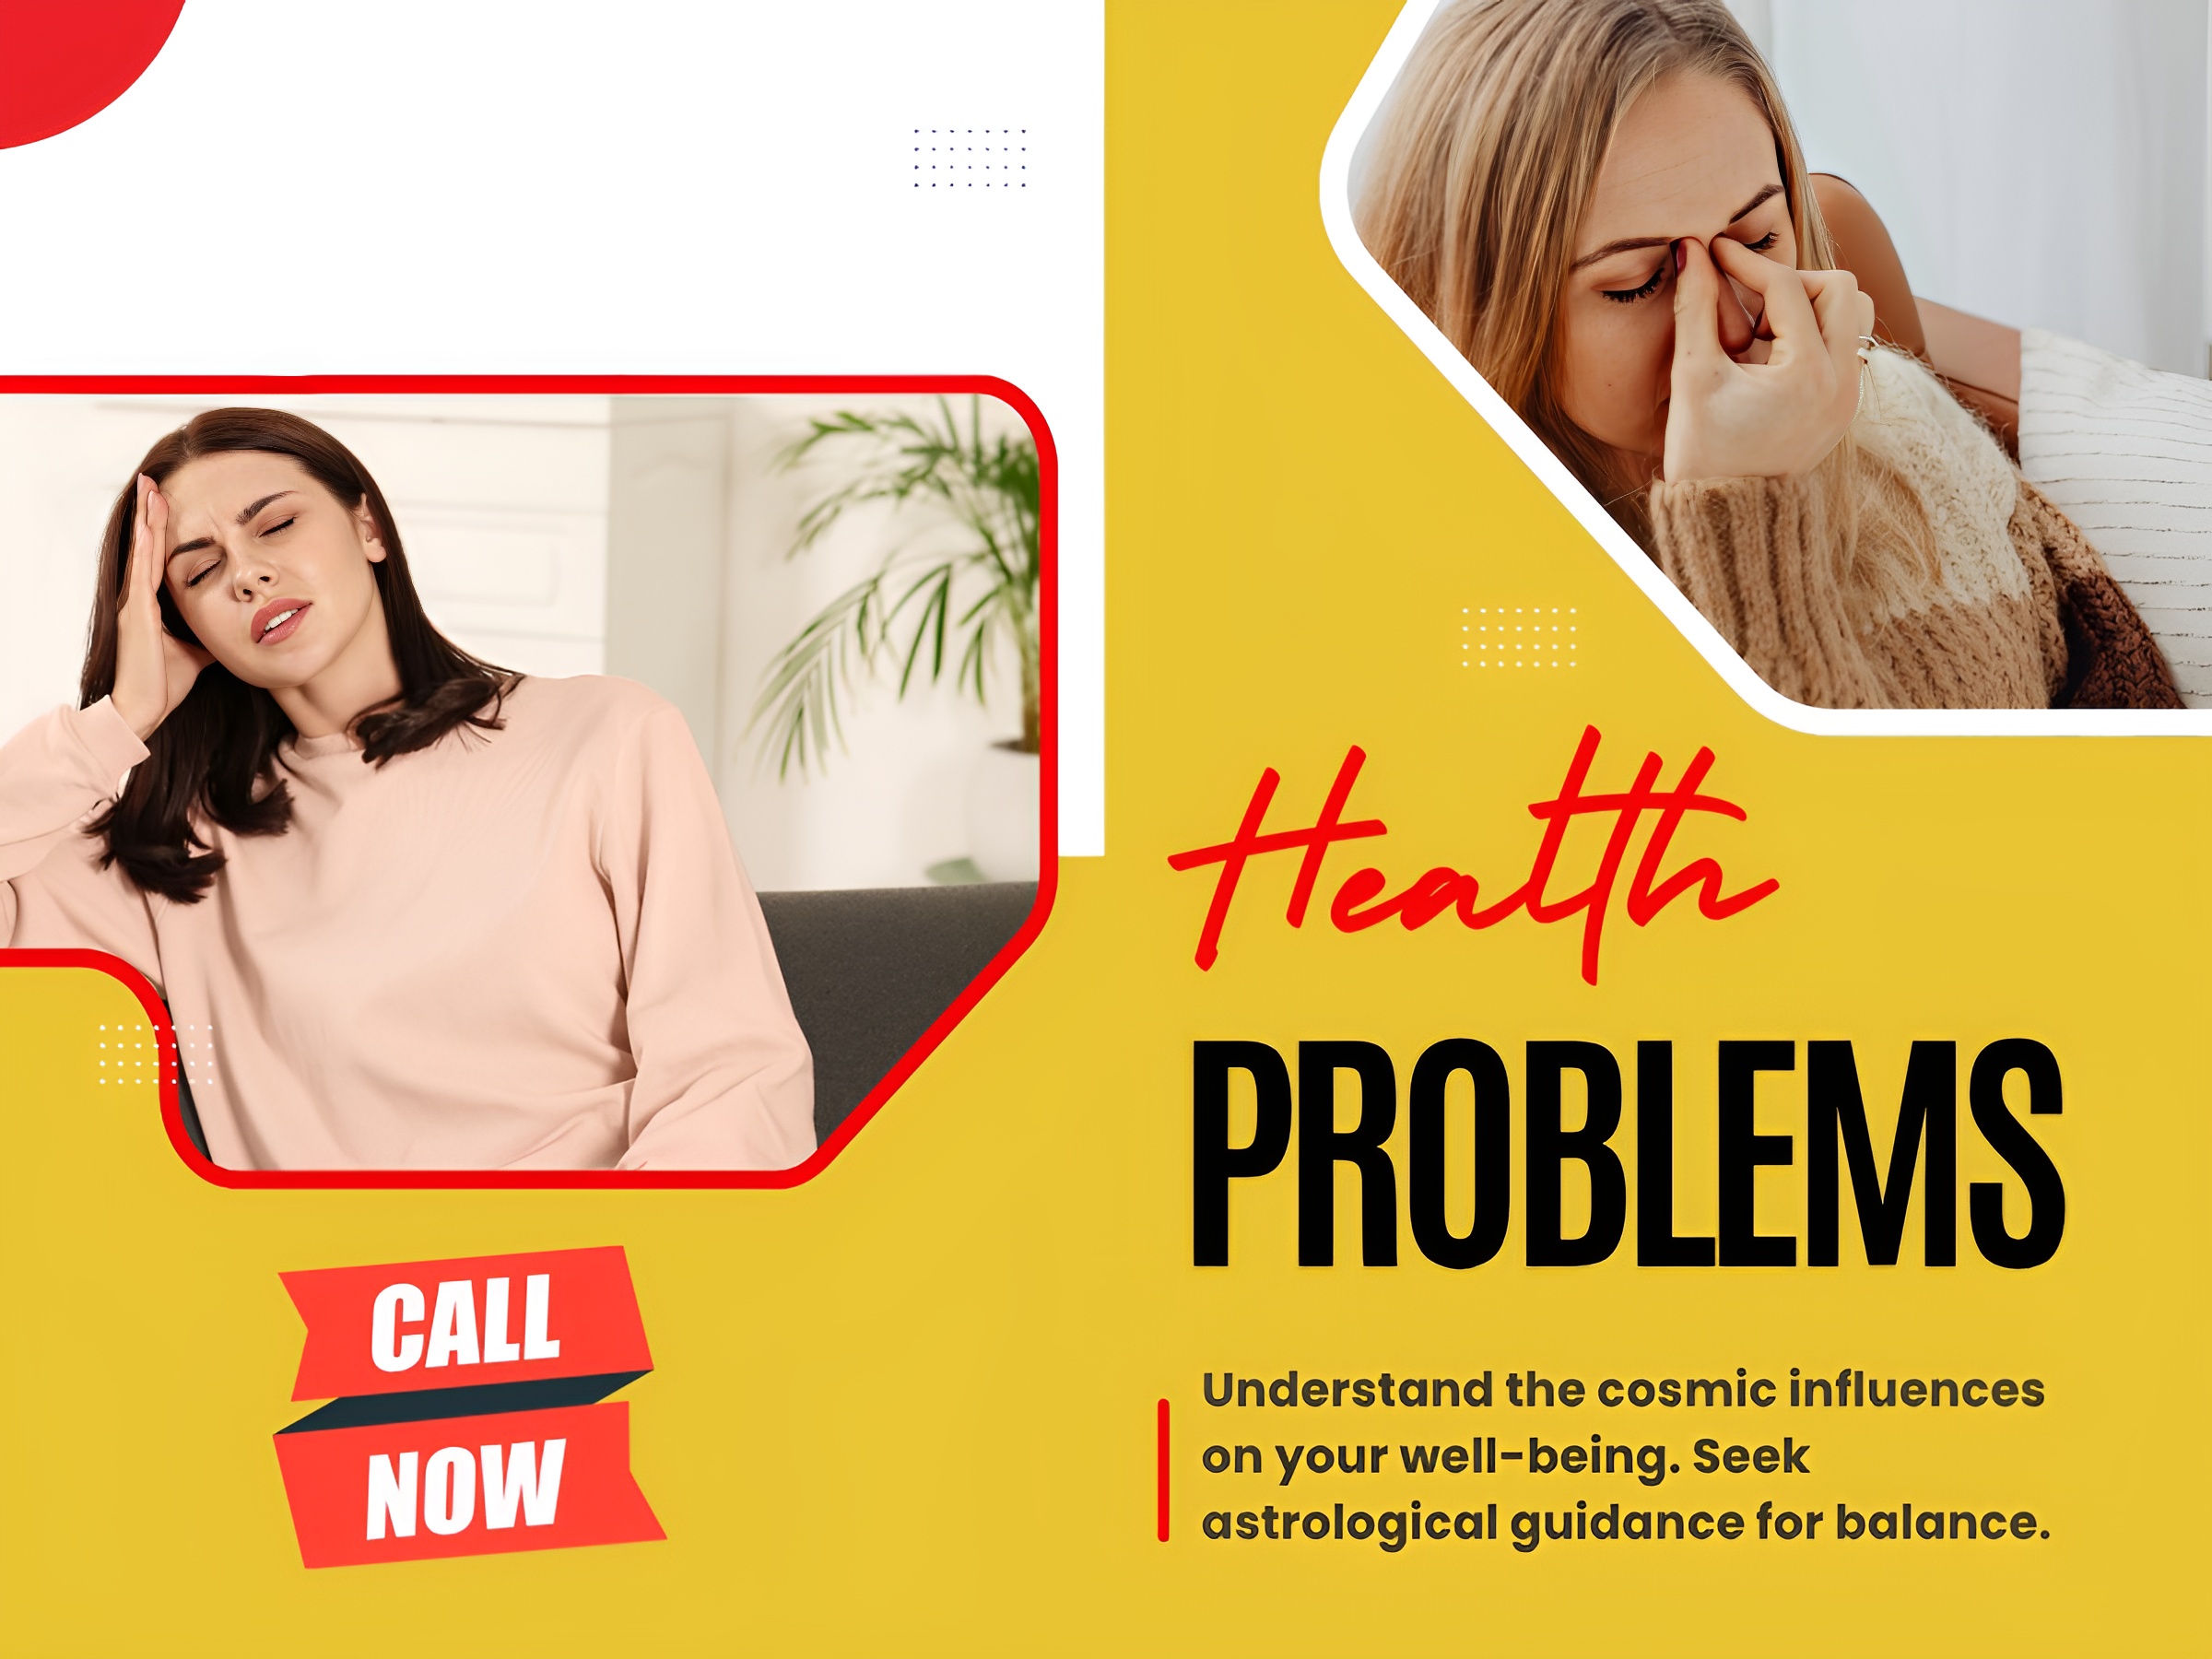 Health
PROBLEMS
Understand the cosmic influences
on your well-being. Seek
astrological guidance for balance.
CALL
NOW